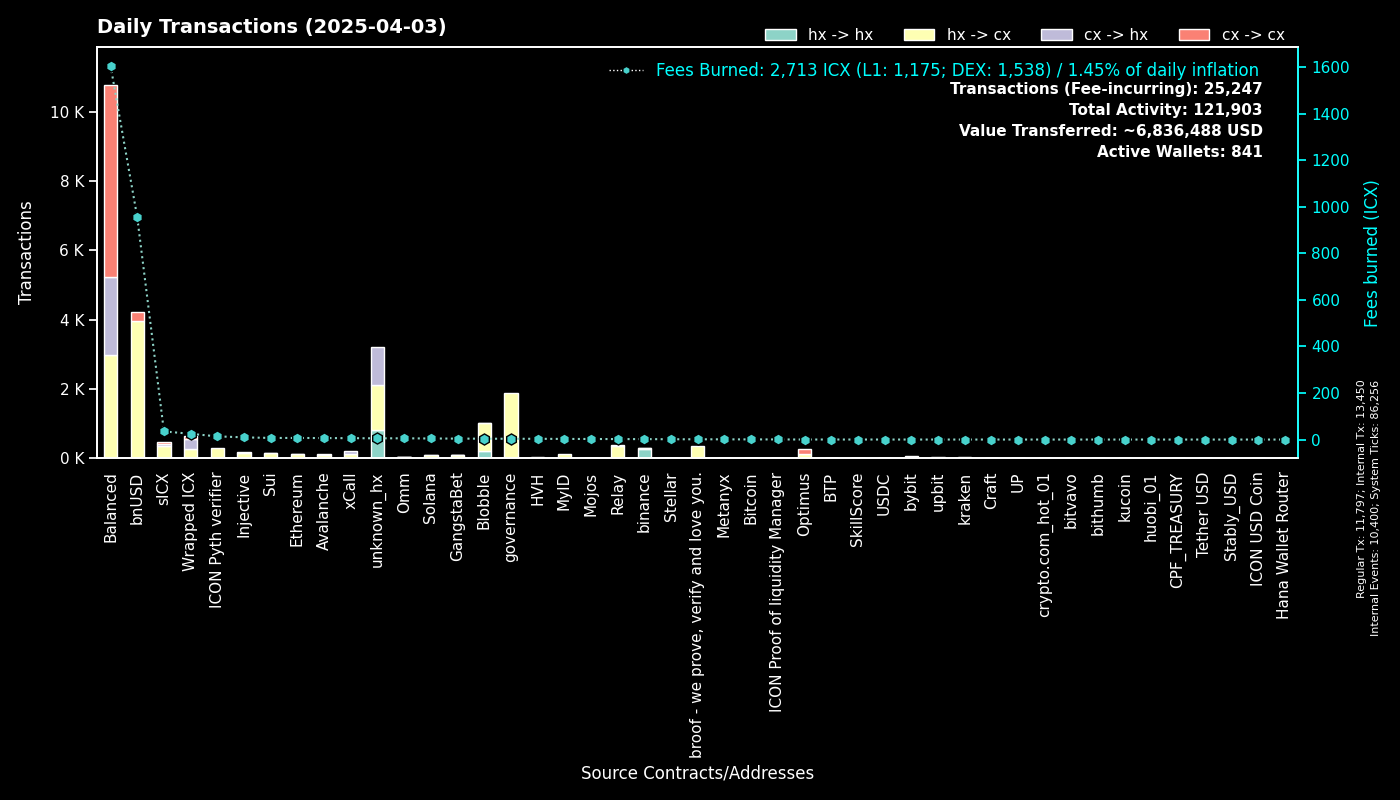 Daily Transactions (2025-04-03)
hx -> hx
hx -> cx
cx -> hx
cx -> cx
Fees Burned: 2,713 ICX (L1: 1,175; DEX: 1,538) / 1.45% of daily inflation
Transactions (Fee-incurring): 25,247
Total Activity: 121,903
Value Transferred: ~6,836,488 USD
Active Wallets: 841
Transactions
10 K
8 K
6 K
4 K
2 K
0 K
1600
1400
1200
1000
800
600
400
200
0
Fees burned (ICX)
Regular Tx: 11,797; Internal Tx: 13,450
Internal Events: 10,400; System Ticks: 86,256
Balanced
bnUSD
sICX
Wrapped ICX
ICON Pyth verifier
Injective
Sui
Ethereum
Avalanche
xCall
unknown_hx
Omm
Solana
GangstaBet
Blobble
governance
HVH
MyID
Mojos
Relay
binance
Stellar
broof - we prove, verify and love you.
Metanyx
Bitcoin
ICON Proof of liquidity Manager
Optimus
BTP
SkillScore
USDC
bybit
upbit
kraken
Craft
UP
crypto.com_hot_01
bitvavo
bithumb
kucoin
huobi_01
CPF_TREASURY
Tether USD
Stably_USD
ICON USD Coin
Hana Wallet Router
Source Contracts/Addresses